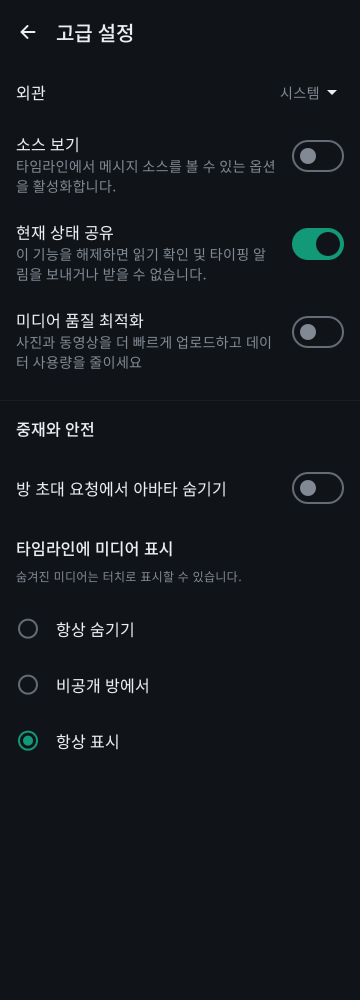 고급 설정
외관
시스템
소스 보기
타임라인에서 메시지 소스를 볼 수 있는 옵션
을 활성화합니다.
현재 상태 공유
이 기능을 해제하면 읽기 확인 및 타이핑 알
림을 보내거나 받을 수 없습니다.
미디어 품질 최적화
사진과 동영상을 더 빠르게 업로드하고 데이
터 사용량을 줄이세요
중재와 안전
방 초대 요청에서 아바타 숨기기
타임라인에 미디어 표시
숨겨진 미디어는 터치로 표시할 수 있습니다.
항상 숨기기
비공개 방에서
항상 표시